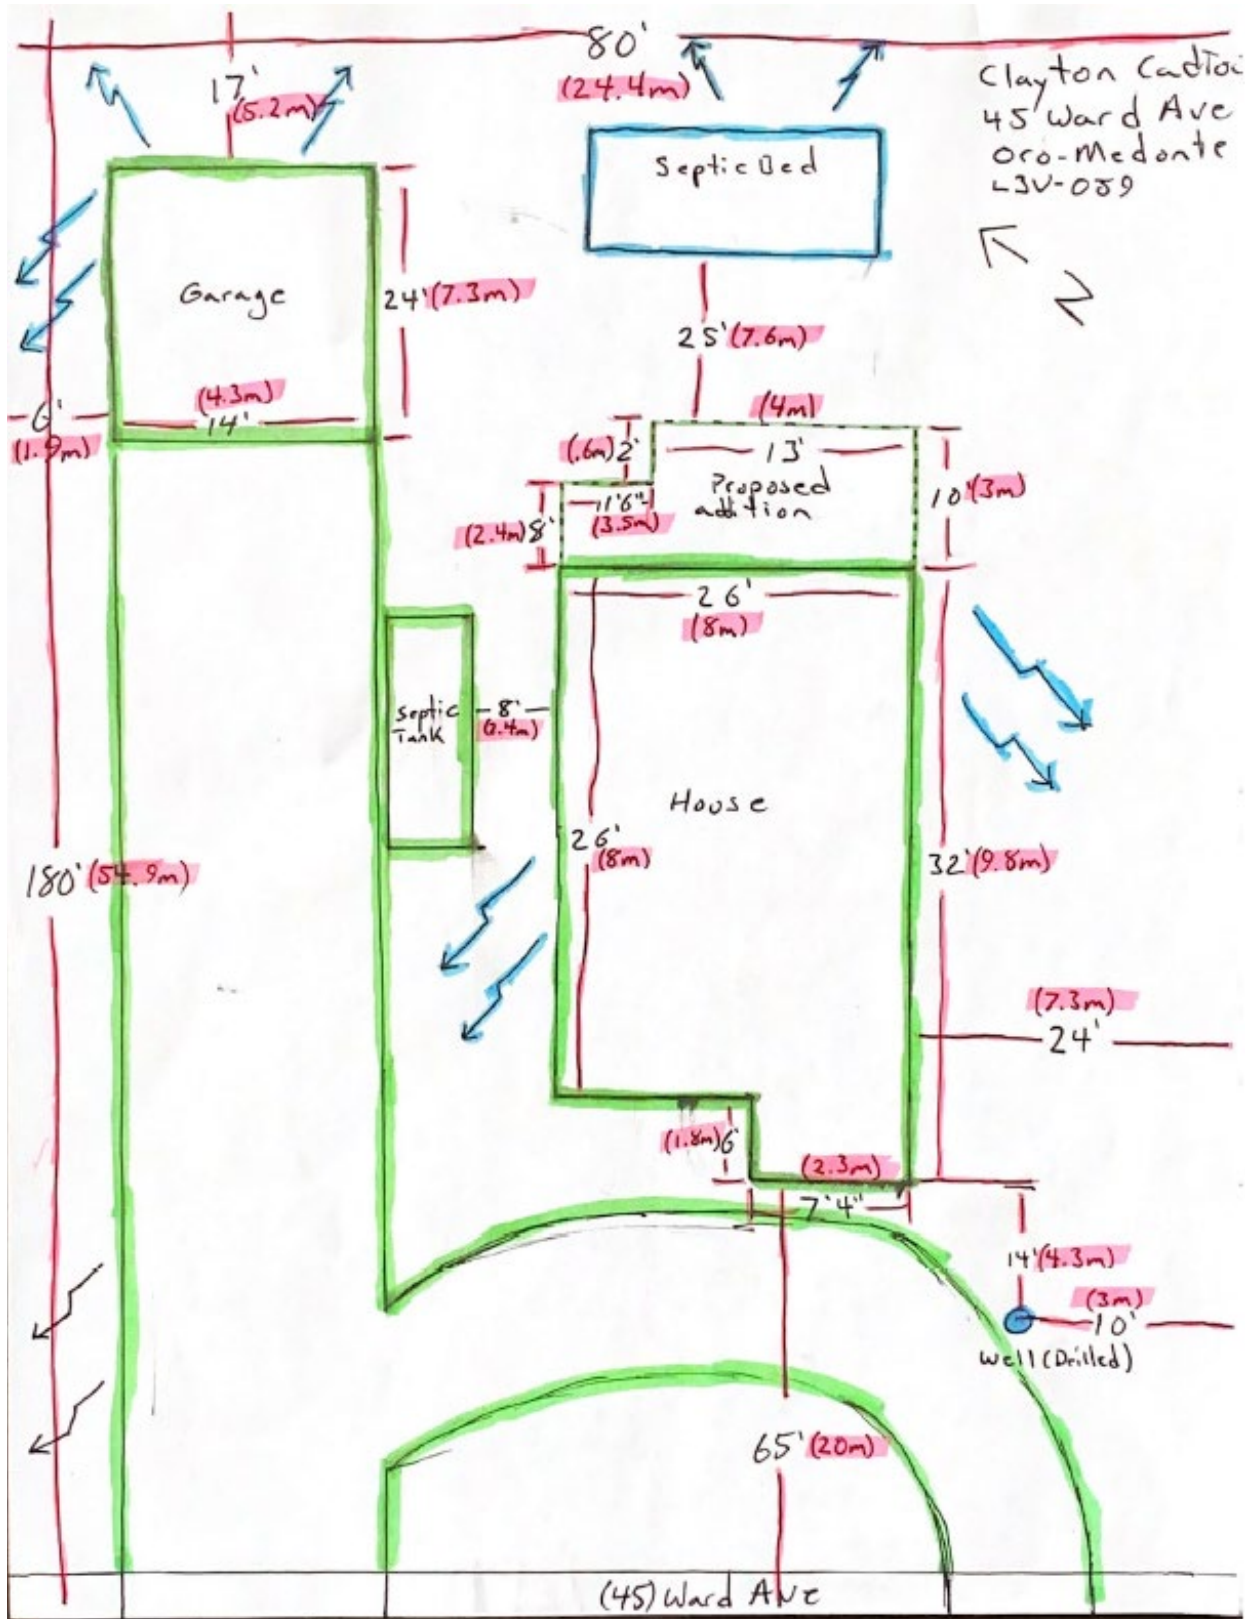 80'
(24.4m)
17'
(5.2m)
Clayton
45 Ward Ave
Oro-Medonte
L3V-0S9
N
Septic Bed
Garage
24' (7.3m)
25' (7.6m)
6'
(1.9m)
(4.3m)
14'
(4m)
13'
(.6m) 2'
Proposed
addition
10' (3m)
11'6"
(3.5m)
(2.4m) 8'
26'
(8m)
Septic
Tank
8'
(2.4m)
House
26'
(8m)
180' (54.9m)
32' (9.8m)
(7.3m)
24'
(1.8m) 6'
(2.3m)
7'4"
14' (4.3m)
(3m)
10'
Well (Drilled)
65' (20m)
(45) Ward Ave